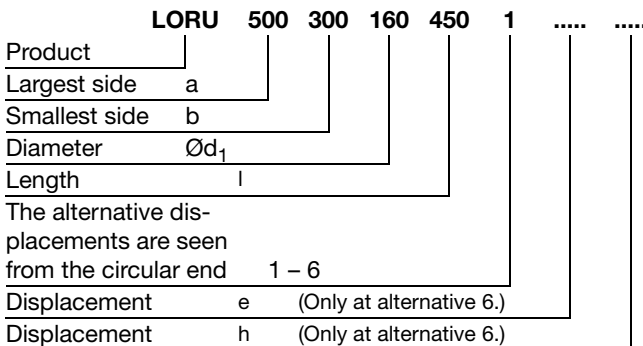 LORU 500 300 160 450 1 ..... .....
Product
Largest side a
Smallest side b
Diameter Ød₁
Length l
The alternative dis-
placements are seen
from the circular end 1 – 6
Displacement e (Only at alternative 6.)
Displacement h (Only at alternative 6.)